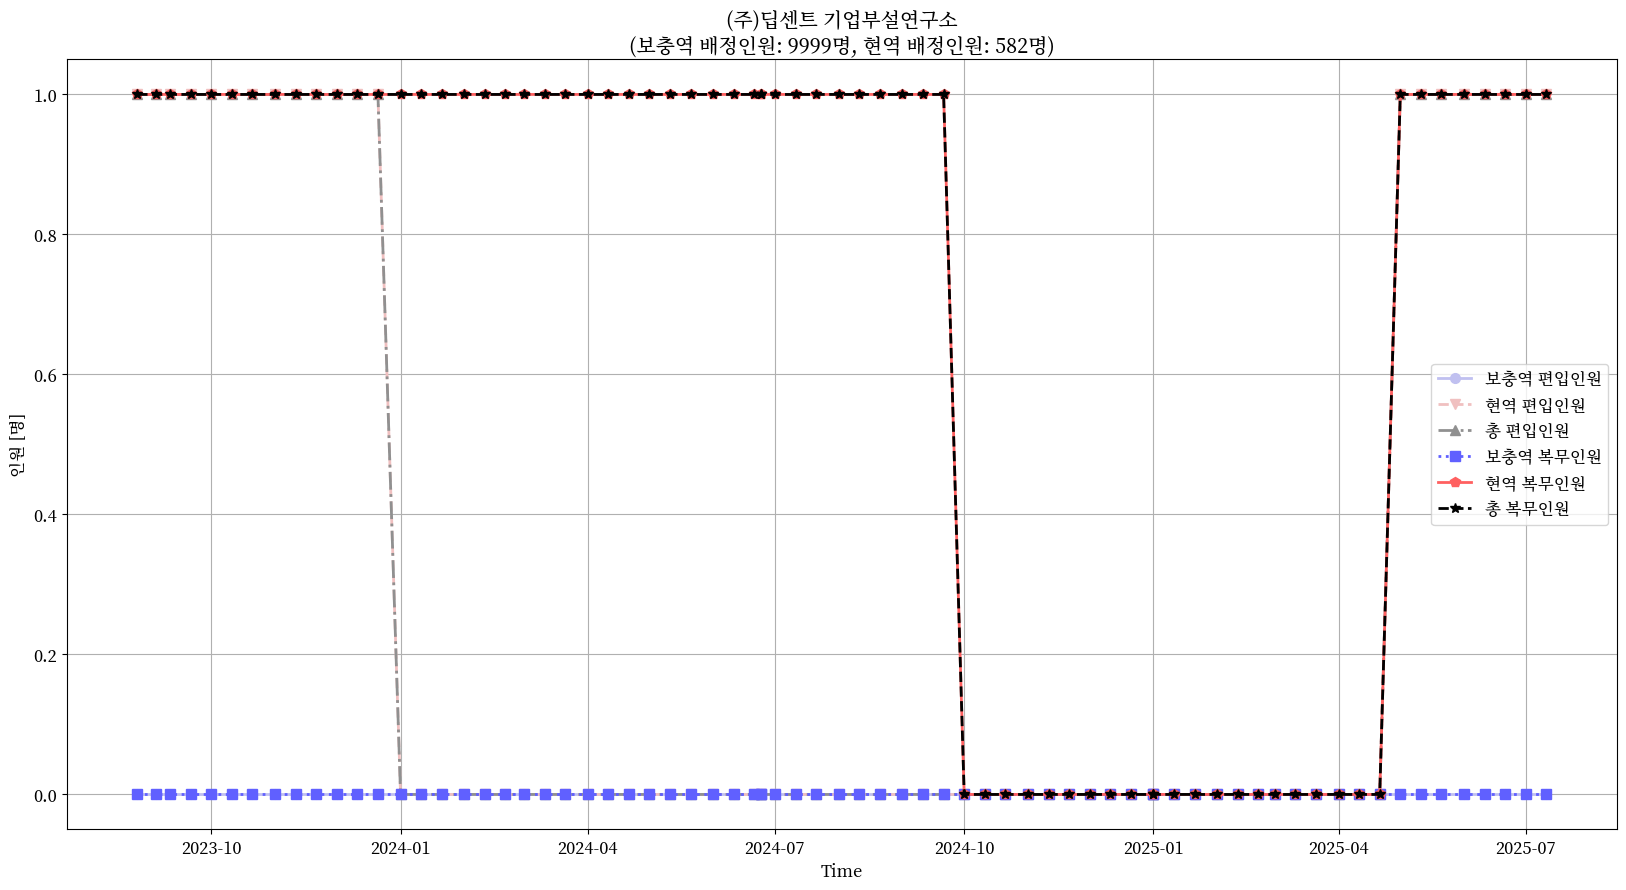 (주)딥센트 기업부설연구소
(보충역 배정인원: 9999명, 현역 배정인원: 582명)
인원 [명]
1.0
0.8
0.6
0.4
0.2
0.0
보충역 편입인원
현역 편입인원
총 편입인원
보충역 복무인원
현역 복무인원
총 복무인원
2023-10
2024-01
2024-04
2024-07
2024-10
2025-01
2025-04
2025-07
Time